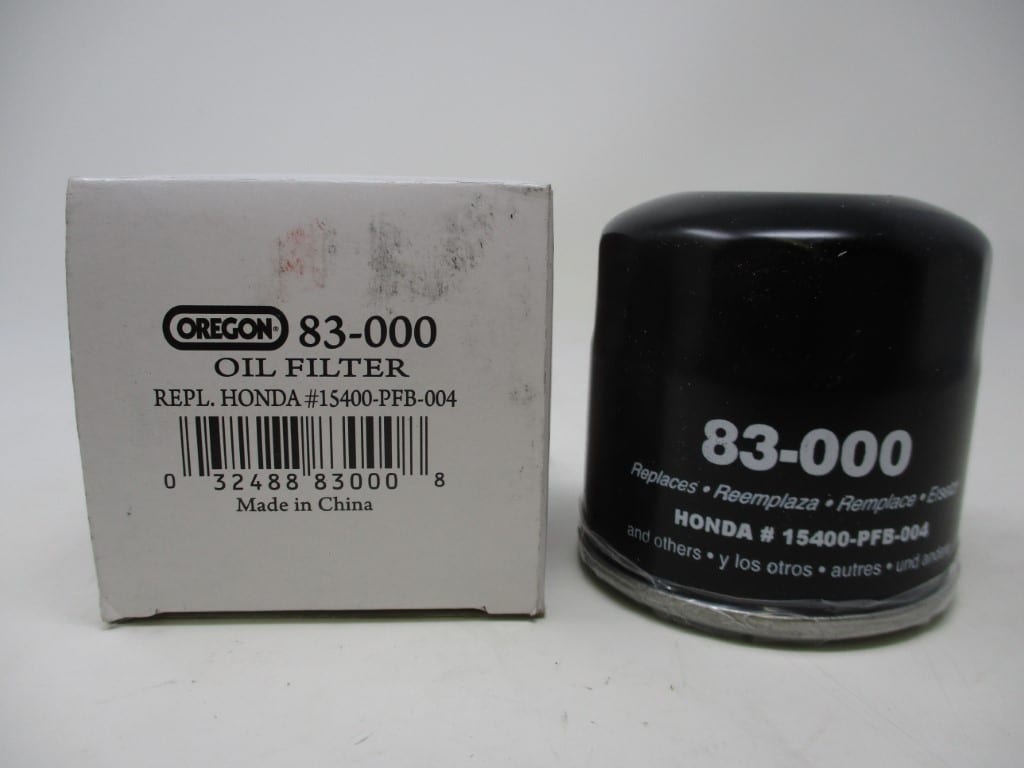 OREGON® 83-000
OIL FILTER
REPL. HONDA #15400-PFB-004
0 32488 83000 8
Made in China
83-000
Replaces • Reemplaza • Remplace •
HONDA # 15400-PFB-004
and others • y los otros • autres • und